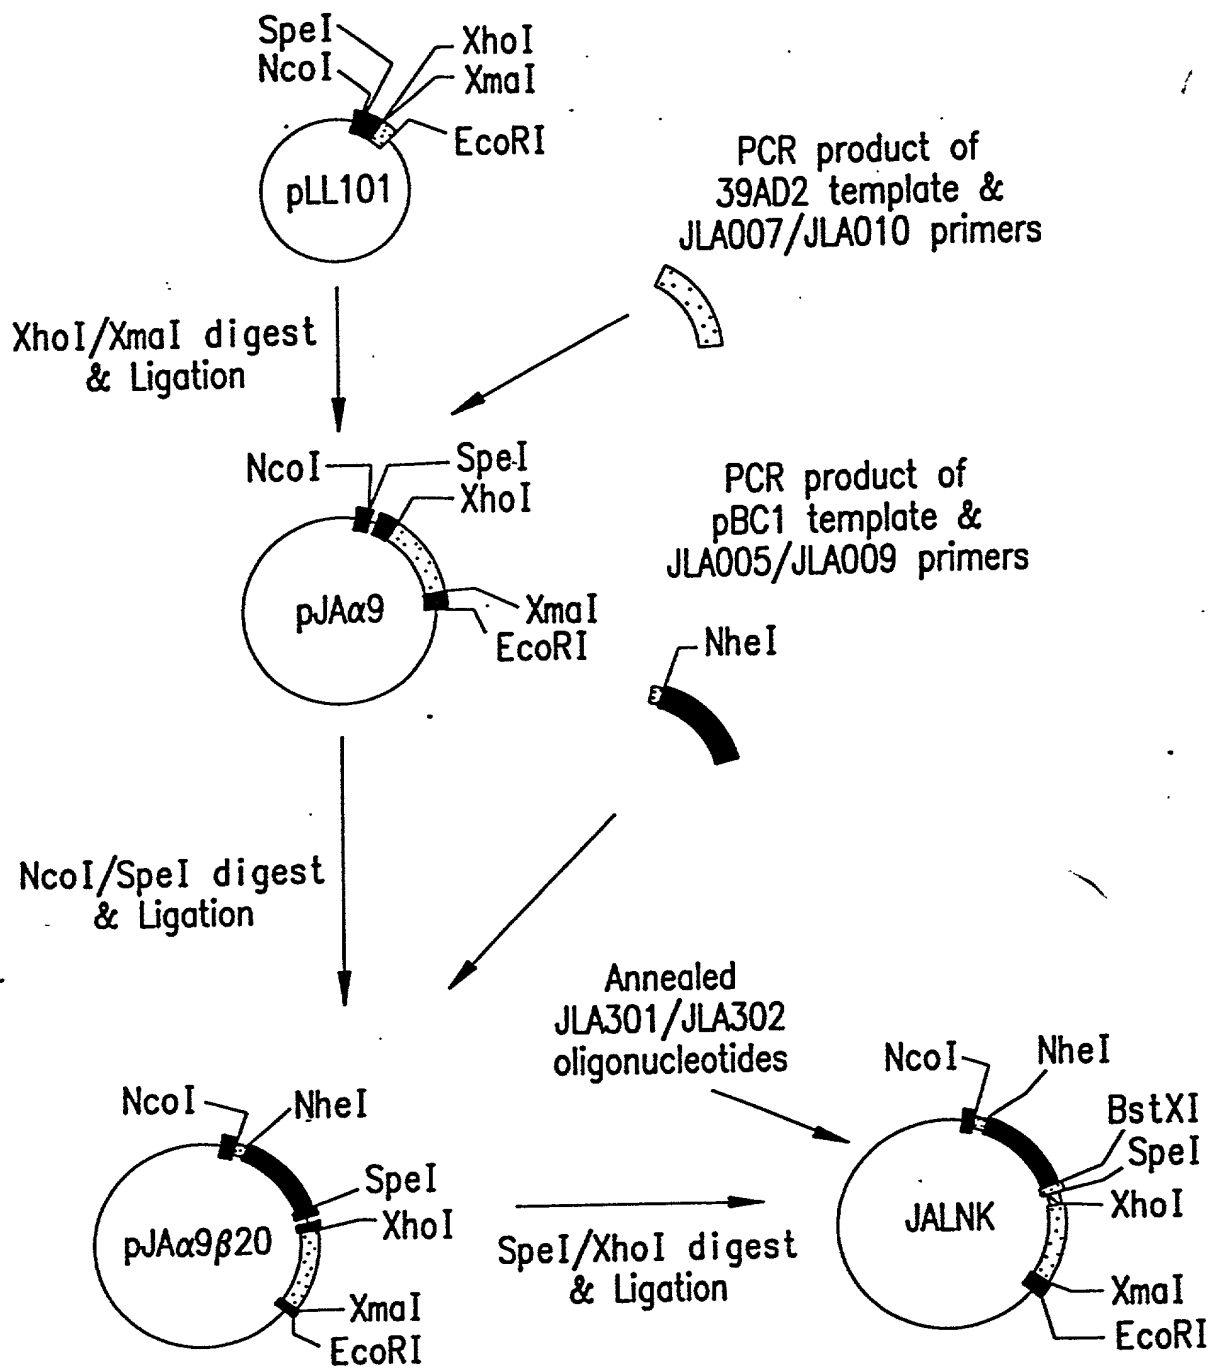 SpeI
NcoI
XhoI
XmaI
EcoRI
pLL101
PCR product of
39AD2 template &
JLA007/JLA010 primers
XhoI/XmaI digest
& Ligation
NcoI
SpeI
XhoI
pJAα9
XmaI
EcoRI
PCR product of
pBC1 template &
JLA005/JLA009 primers
NheI
NcoI/SpeI digest
& Ligation
Annealed
JLA301/JLA302
oligonucleotides
NcoI
NheI
SpeI
XhoI
pJAα9β20
XmaI
EcoRI
SpeI/XhoI digest
& Ligation
NcoI
NheI
BstXI
SpeI
XhoI
JALNK
XmaI
EcoRI